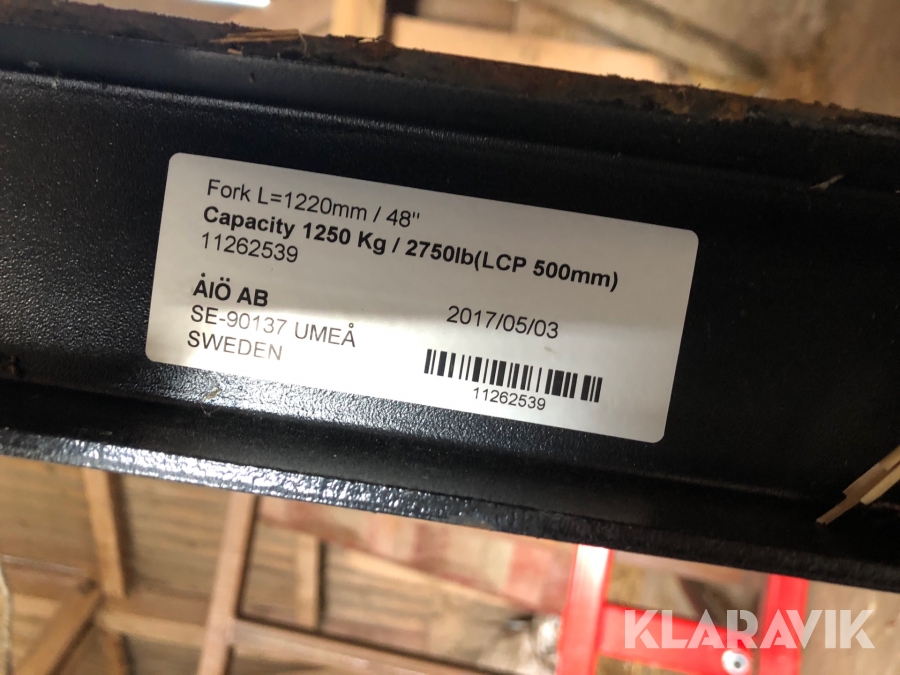 Fork L=1220mm / 48"
Capacity 1250 Kg / 2750lb(LCP 500mm)
11262539
ÅIÖ AB
SE-90137 UMEÅ
SWEDEN
2017/05/03
11262539
KLARAVIK